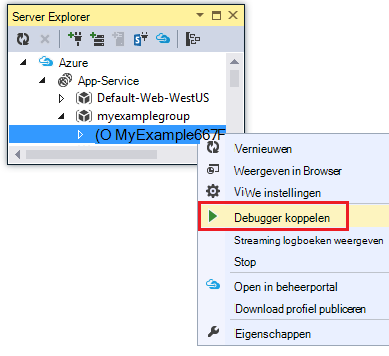 Server Explorer
Azure
App-Service
Default-Web-WestUS
myexamplegroup
(O MyExample667F
Vernieuwen
Weergeven in Browser
ViWe instellingen
Debugger koppelen
Streaming logboeken weergeven
Stop
Open in beheerportal
Download profiel publiceren
Eigenschappen